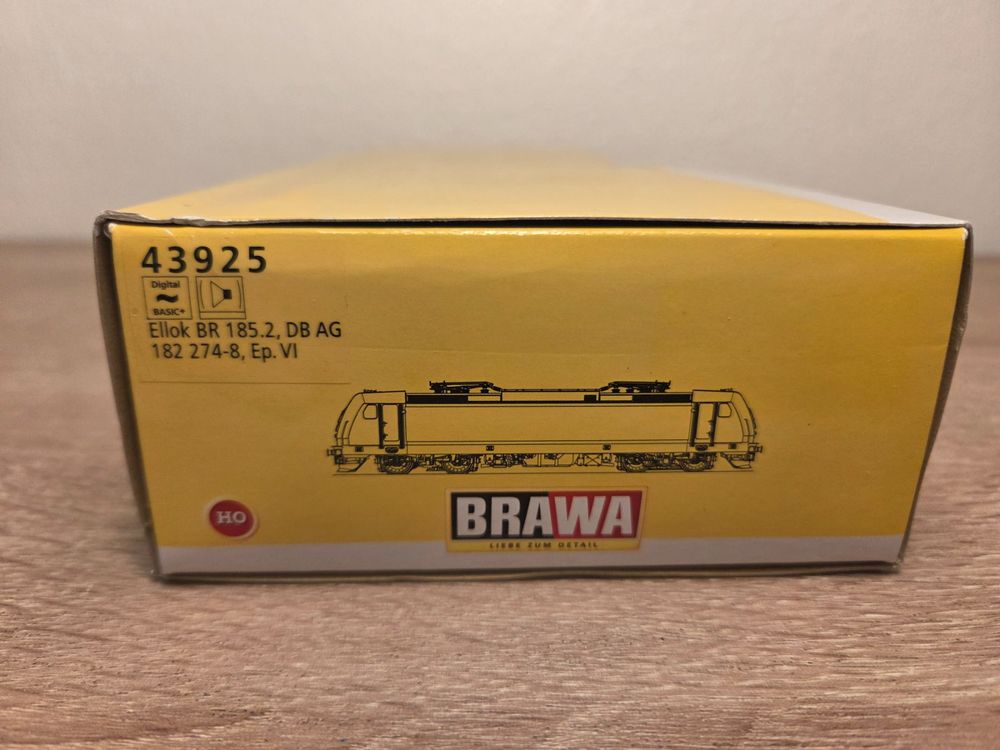 43925
Digital
BASIC+
Ellok BR 185.2, DB AG
182 274-8, Ep. VI
H0
BRAWA
LIEBE ZUM DETAIL